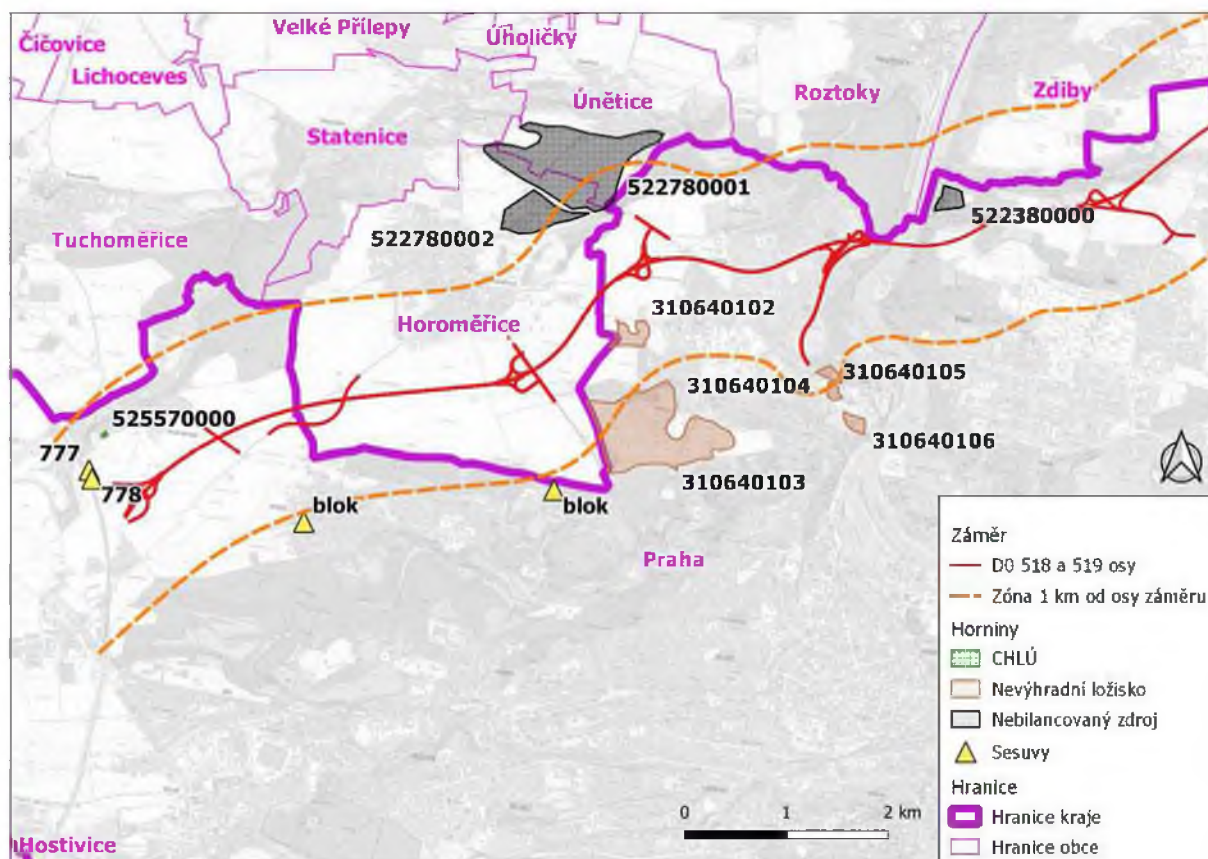 Velké Přílepy
Úholičky
Čičovice
Lichoceves
Únětice
Roztoky
Zdiby
Statenice
522780001
522380000
522780002
Tuchoměřice
310640102
Horoměřice
310640104
310640105
525570000
310640106
777
778
310640103
blok
blok
Praha
Hostivice
0 1 2 km
Záměr
D0 518 a 519 osy
Zóna 1 km od osy záměru
Horniny
CHLÚ
Nevýhradní ložisko
Nebilancovaný zdroj
Sesuvy
Hranice
Hranice kraje
Hranice obce